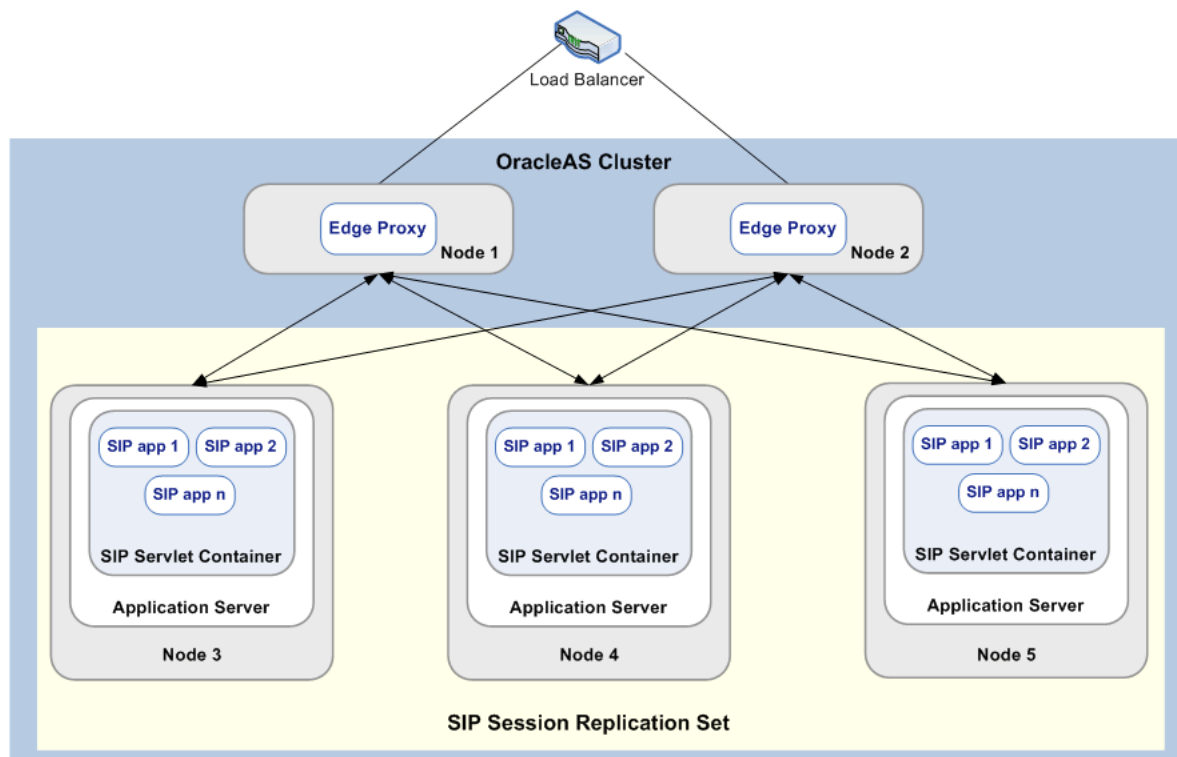 Load Balancer
OracleAS Cluster
Edge Proxy
Node 1
Edge Proxy
Node 2
SIP app 1
SIP app 2
SIP app n
SIP Servlet Container
Application Server
Node 3
SIP app 1
SIP app 2
SIP app n
SIP Servlet Container
Application Server
Node 4
SIP app 1
SIP app 2
SIP app n
SIP Servlet Container
Application Server
Node 5
SIP Session Replication Set